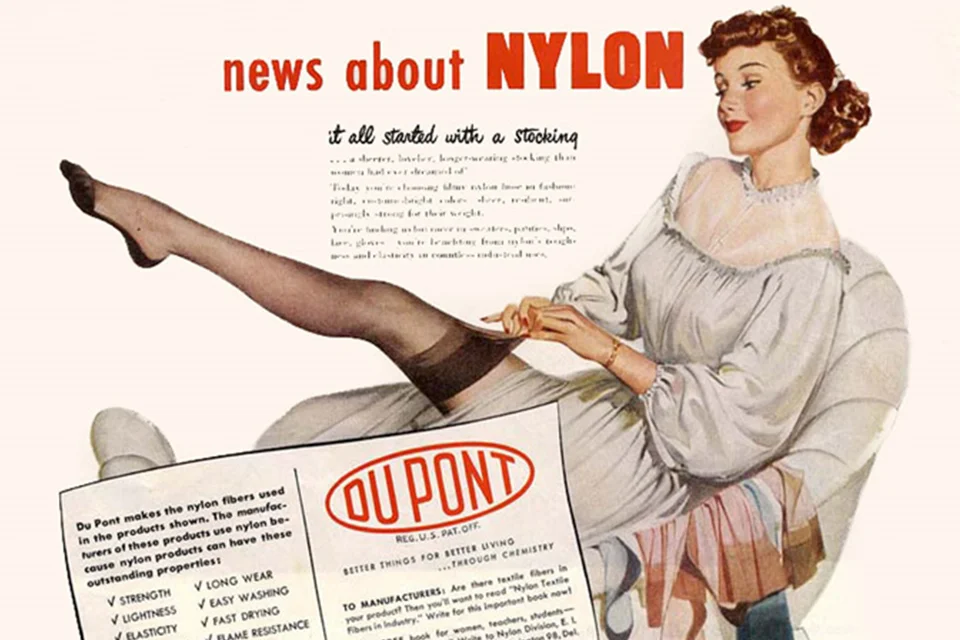 news about NYLON
it all started with a stocking
. . . a sheerer, lovelier, longer-wearing stocking than
women had ever dreamed of
Today you're choosing filmy nylon hose in fashion-
right, costume-bright colors sheer, resilient, sur-
prisingly strong for their weight.
You're finding nylon in sweaters, panties, slips,
lace, gloves you're benefiting from nylon's tough-
ness and elasticity in countless industrial uses.
Du Pont makes the nylon fibers used
in the products shown. The manufac-
turers of these products use nylon be-
cause nylon products can have these
outstanding properties:
√ STRENGTH
√ LIGHTNESS
√ ELASTICITY
√ LONG WEAR
√ EASY WASHING
√ FAST DRYING
√ FLAME RESISTANCE
DU PONT
REG. U.S. PAT. OFF.
BETTER THINGS FOR BETTER LIVING
...THROUGH CHEMISTRY
TO MANUFACTURERS: Are there textile fibers in
your product? Then you'll want to read "Nylon Textile
Fibers in Industry." Write for this important book now!
book for women, teachers, students—
Write to Nylon Division, E. I.
98, Del.